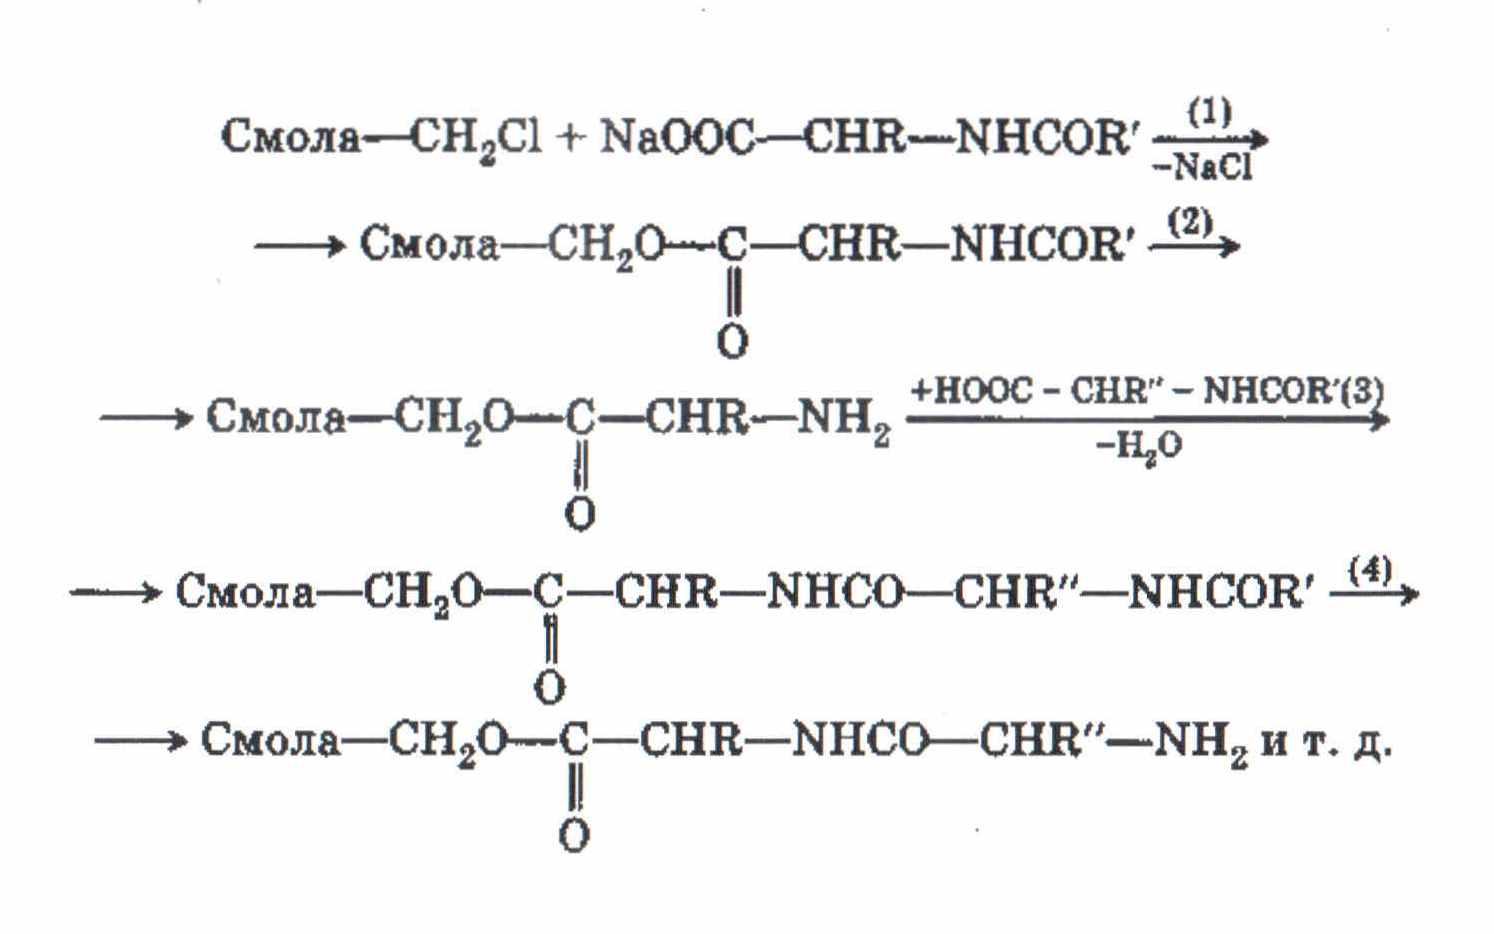 Смола—CH₂Cl + NaOOC—CHR—NHCOR′ (1) –NaCl
Смола—CH₂O—C—CHR—NHCOR′ (2)
O
Смола—CH₂O—C—CHR—NH₂ +HOOC – CHR″ – NHCOR′(3) –H₂O
O
Смола—CH₂O—C—CHR—NHCO—CHR″—NHCOR′ (4)
O
Смола—CH₂O—C—CHR—NHCO—CHR″—NH₂ и т. д.
O